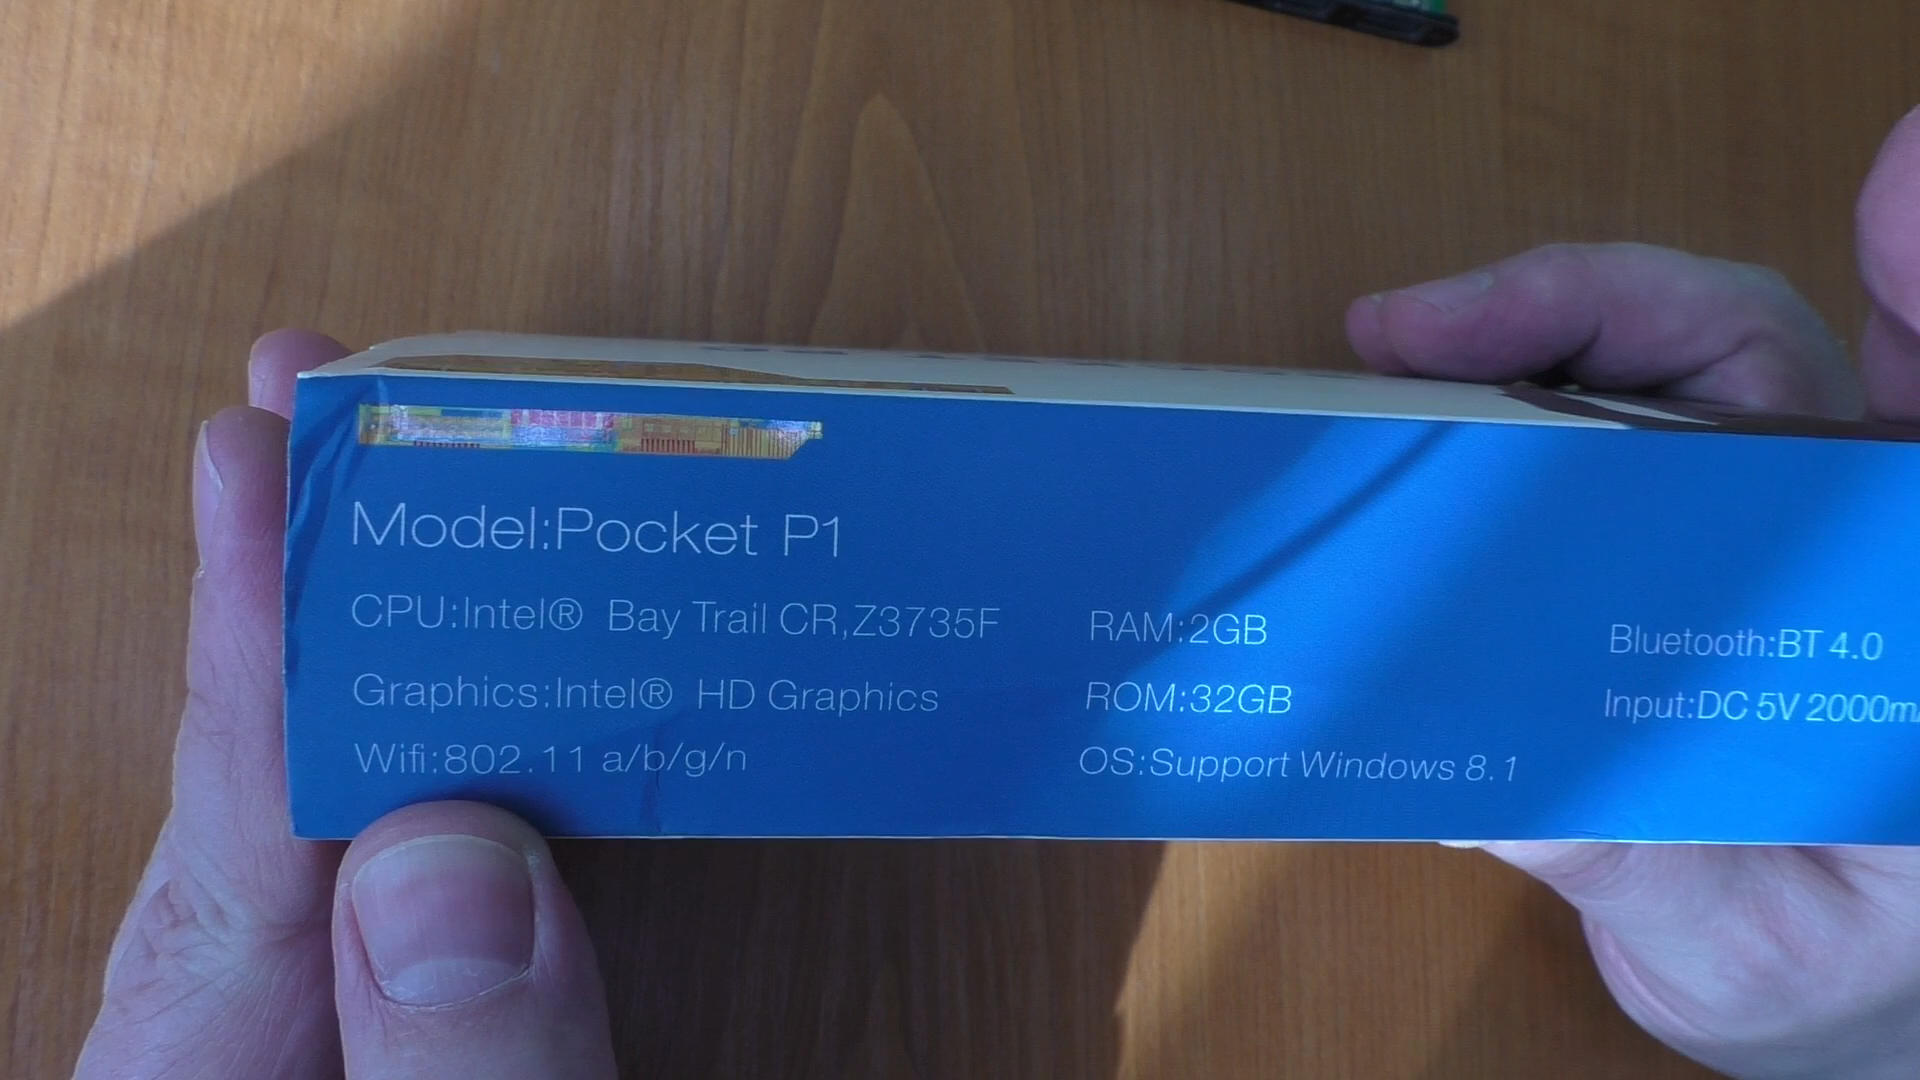 Model:Pocket P1
CPU:Intel® Bay Trail CR,Z3735F
Graphics:Intel® HD Graphics
Wifi:802.11 a/b/g/n
RAM:2GB
ROM:32GB
OS:Support Windows 8.1
Bluetooth:BT 4.0
Input:DC 5V 2000m